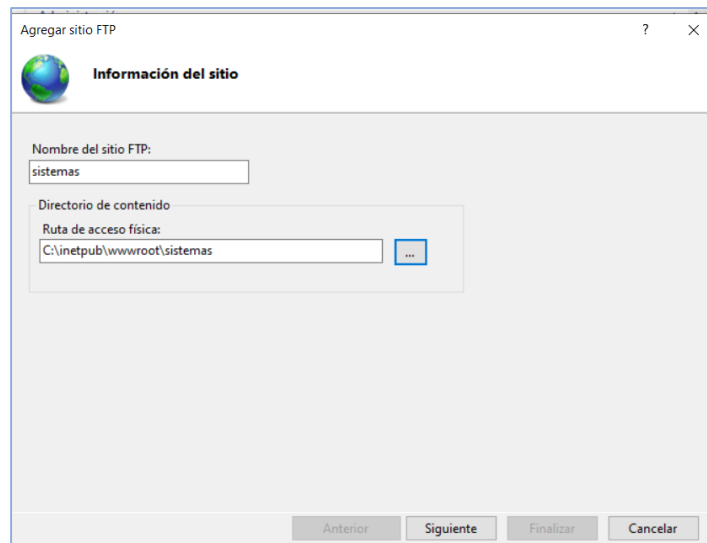 Agregar sitio FTP
?
Información del sitio
Nombre del sitio FTP:
sistemas
Directorio de contenido
Ruta de acceso física:
C:\inetpub\wwwroot\sistemas
...
Anterior
Siguiente
Finalizar
Cancelar